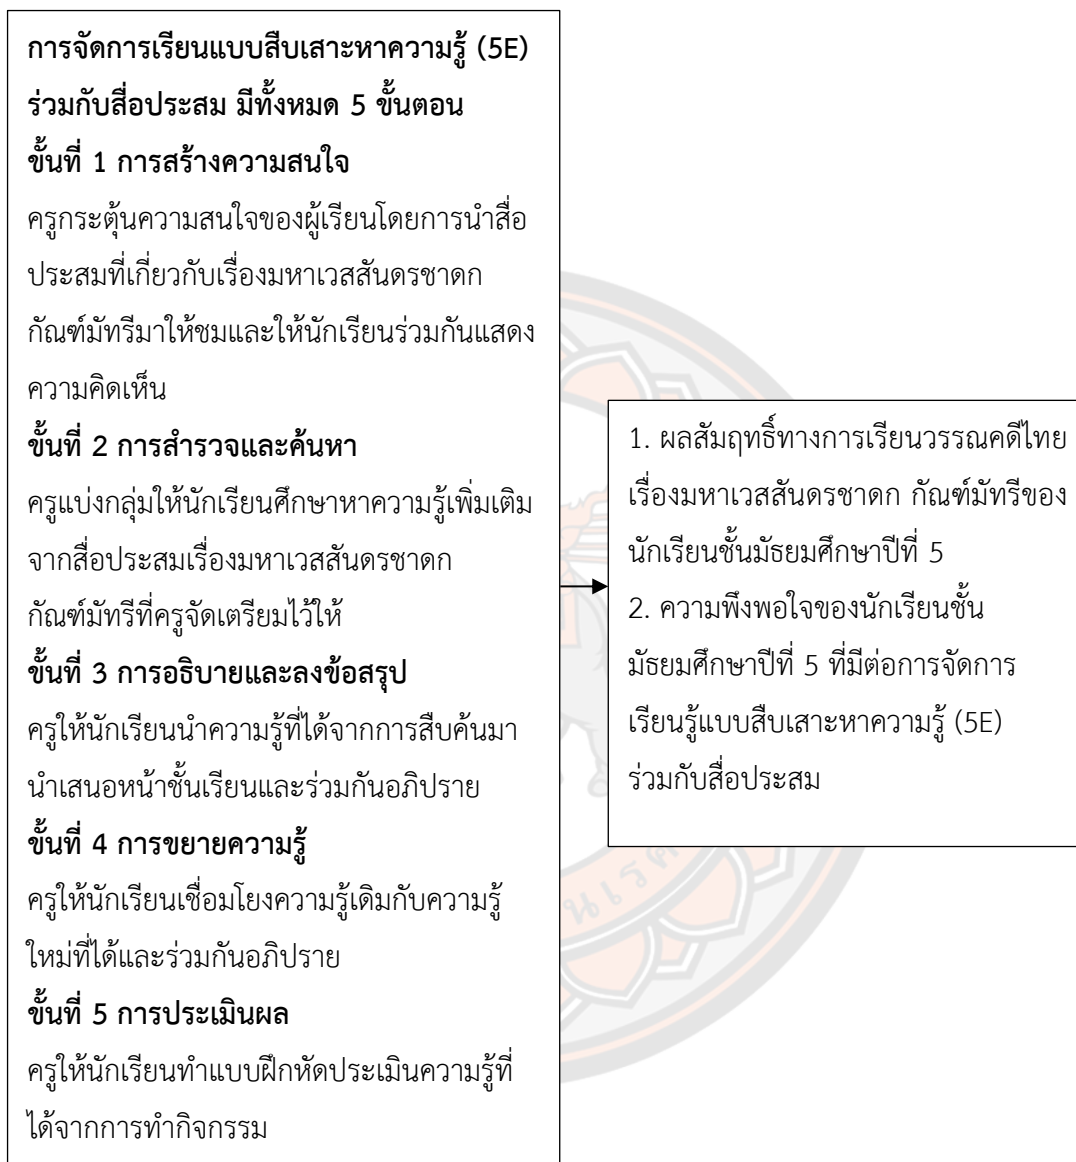 การจัดการเรียนแบบสืบเสาะหาความรู้ (5E)
ร่วมกับสื่อประสม มีทั้งหมด 5 ขั้นตอน
ขั้นที่ 1 การสร้างความสนใจ
ครูกระตุ้นความสนใจของผู้เรียนโดยการนำสื่อ
ประสมที่เกี่ยวกับเรื่องมหาเวสสันดรชาดก
กัณฑ์มัทรีมาให้ชมและให้นักเรียนร่วมกันแสดง
ความคิดเห็น
ขั้นที่ 2 การสำรวจและค้นหา
ครูแบ่งกลุ่มให้นักเรียนศึกษาหาความรู้เพิ่มเติม
จากสื่อประสมเรื่องมหาเวสสันดรชาดก
กัณฑ์มัทรีที่ครูจัดเตรียมไว้ให้
ขั้นที่ 3 การอธิบายและลงข้อสรุป
ครูให้นักเรียนนำความรู้ที่ได้จากการสืบค้นมา
นำเสนอหน้าชั้นเรียนและร่วมกันอภิปราย
ขั้นที่ 4 การขยายความรู้
ครูให้นักเรียนเชื่อมโยงความรู้เดิมกับความรู้
ใหม่ที่ได้และร่วมกันอภิปราย
ขั้นที่ 5 การประเมินผล
ครูให้นักเรียนทำแบบฝึกหัดประเมินความรู้ที่
ได้จากการทำกิจกรรม
1. ผลสัมฤทธิ์ทางการเรียนวรรณคดีไทย
เรื่องมหาเวสสันดรชาดก กัณฑ์มัทรีของ
นักเรียนชั้นมัธยมศึกษาปีที่ 5
2. ความพึงพอใจของนักเรียนชั้น
มัธยมศึกษาปีที่ 5 ที่มีต่อการจัดการ
เรียนรู้แบบสืบเสาะหาความรู้ (5E)
ร่วมกับสื่อประสม